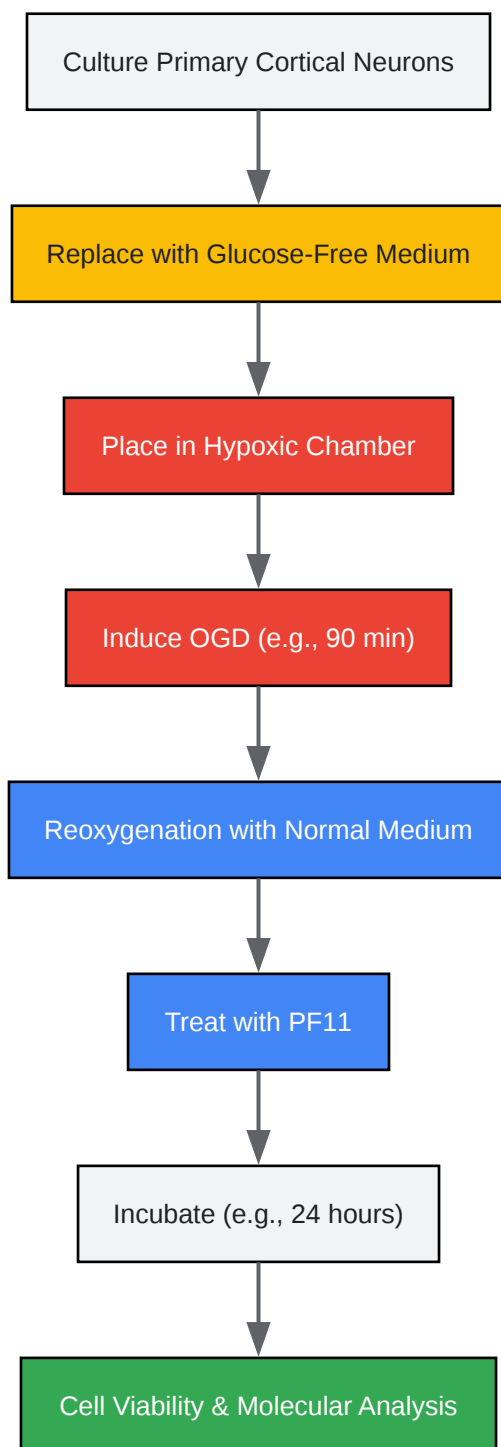 Culture Primary Cortical Neurons
Replace with Glucose-Free Medium
Place in Hypoxic Chamber
Induce OGD (e.g., 90 min)
Reoxygenation with Normal Medium
Treat with PF11
Incubate (e.g., 24 hours)
Cell Viability & Molecular Analysis